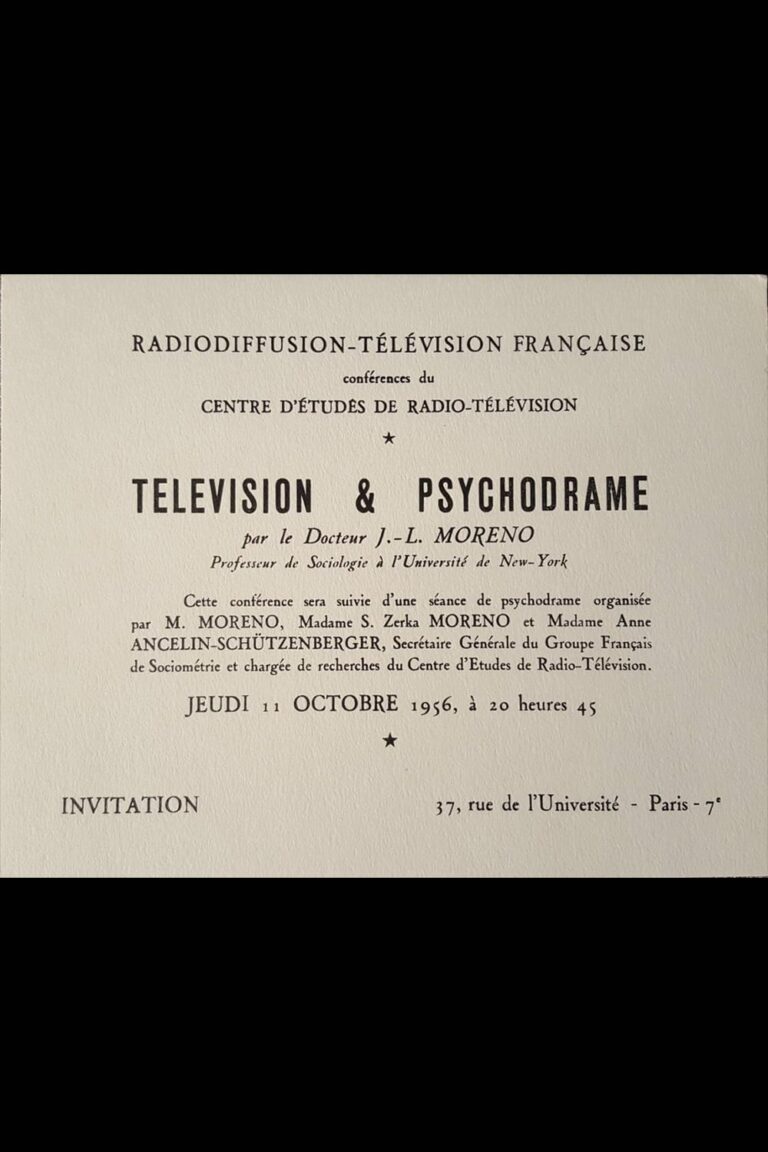 RADIODIFFUSION-TÉLÉVISION FRANÇAISE
conférences du
CENTRE D'ÉTUDES DE RADIO-TÉLÉVISION
★
TELEVISION & PSYCHODRAME
par le Docteur J.-L. MORENO
Professeur de Sociologie à l'Université de New-York
Cette conférence sera suivie d'une séance de psychodrame organisée
par M. MORENO, Madame S. Zerka MORENO et Madame Anne
ANCELIN-SCHÜTZENBERGER, Secrétaire Générale du Groupe Français
de Sociométrie et chargée de recherches du Centre d'Etudes de Radio-Télévision.
JEUDI 11 OCTOBRE 1956, à 20 heures 45
★
INVITATION
37, rue de l'Université - Paris - 7e